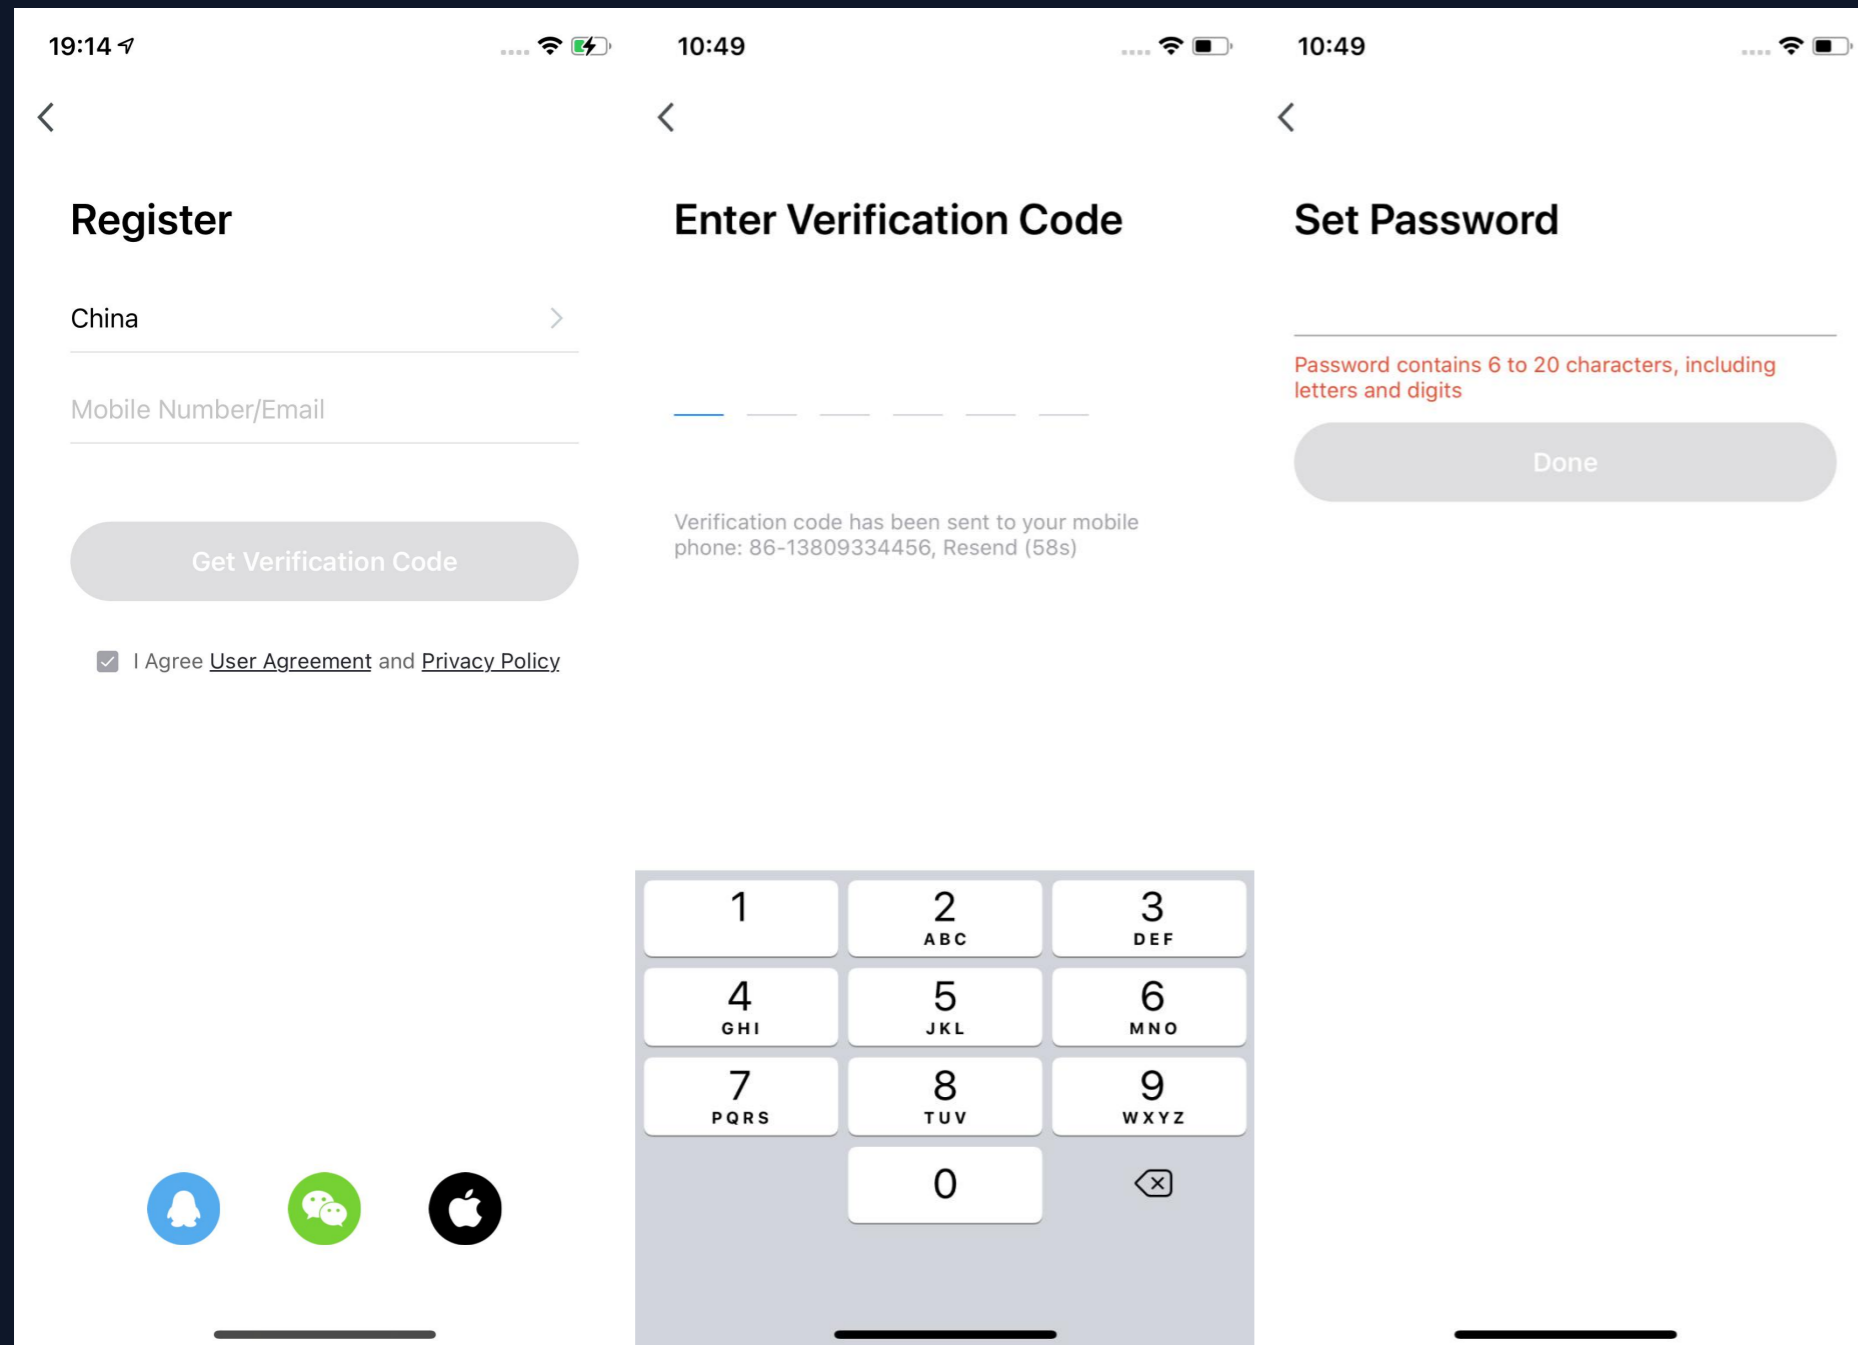 19:14
Register
China
Mobile Number/Email
Get Verification Code
I Agree User Agreement and Privacy Policy
10:49
Enter Verification Code
Verification code has been sent to your mobile
phone: 86-13809334456, Resend (58s)
1
2
ABC
3
DEF
4
GHI
5
JKL
6
MNO
7
PQRS
8
TUV
9
WXYZ
0
10:49
Set Password
Password contains 6 to 20 characters, including
letters and digits
Done